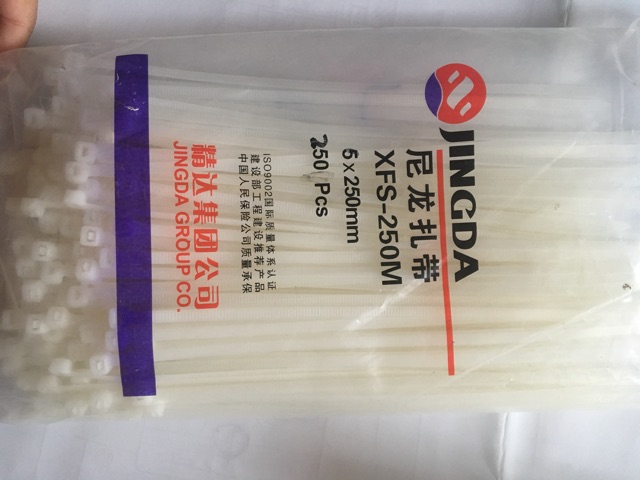 JINGDA
尼龙扎带
XFS-250M
5×250mm
250 Pcs
ISO9002国际质量体系认证
建设部工程建设推荐产品
中国人民保险公司质量承保
精达集团公司
JINGDA GROUP CO.